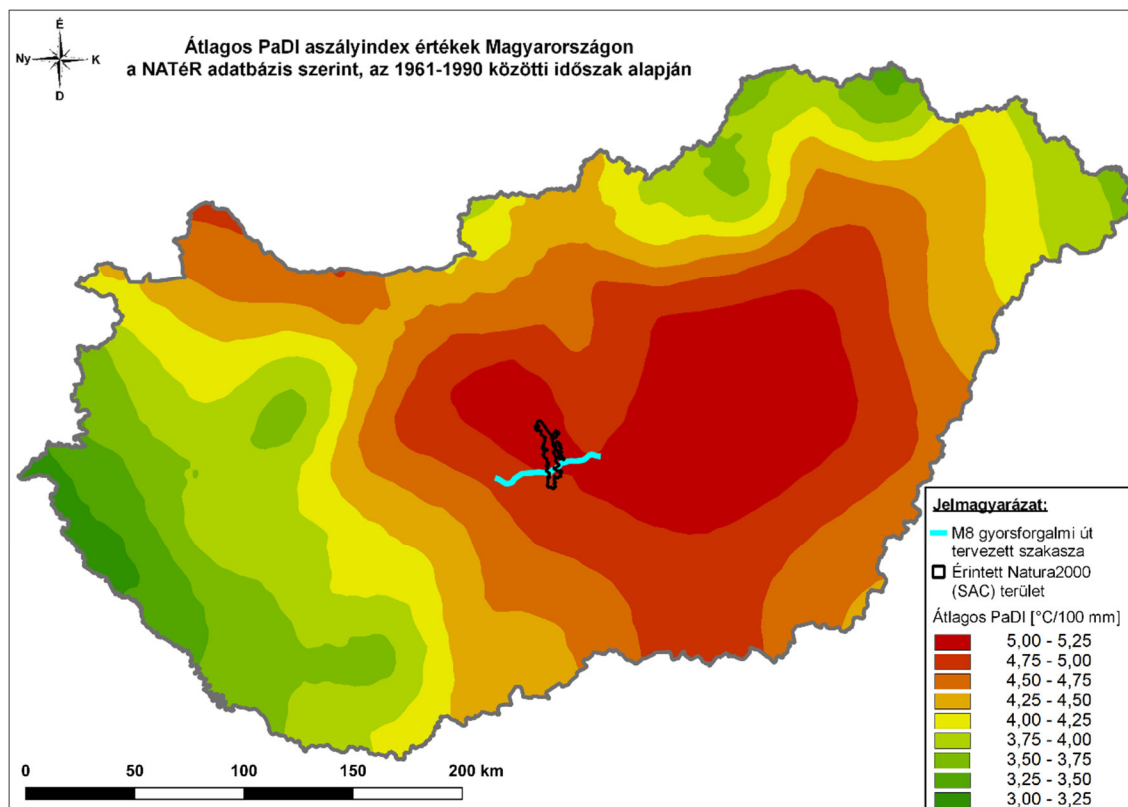 É
Ny
K
D
Átlagos PaDI aszályindex értékek Magyarországon
a NATéR adatbázis szerint, az 1961-1990 közötti időszak alapján
Jelmagyarázat:
M8 gyorsforgalmi út
tervezett szakasza
Érintett Natura2000
(SAC) terület
Átlagos PaDI [°C/100 mm]
5,00 - 5,25
4,75 - 5,00
4,50 - 4,75
4,25 - 4,50
4,00 - 4,25
3,75 - 4,00
3,50 - 3,75
3,25 - 3,50
3,00 - 3,25
0 50 100 150 200 km